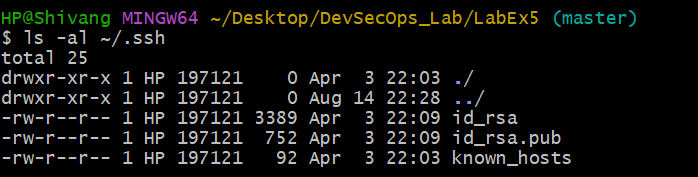 HP@Shivang MINGW64 ~/Desktop/DevSecOps_Lab/LabEx5 (master)
$ ls -al ~/.ssh
total 25
drwxr-xr-x 1 HP 197121    0 Apr  3 22:03 ./
drwxr-xr-x 1 HP 197121    0 Aug 14 22:28 ../
-rw-r--r-- 1 HP 197121 3389 Apr  3 22:09 id_rsa
-rw-r--r-- 1 HP 197121  752 Apr  3 22:09 id_rsa.pub
-rw-r--r-- 1 HP 197121   92 Apr  3 22:03 known_hosts